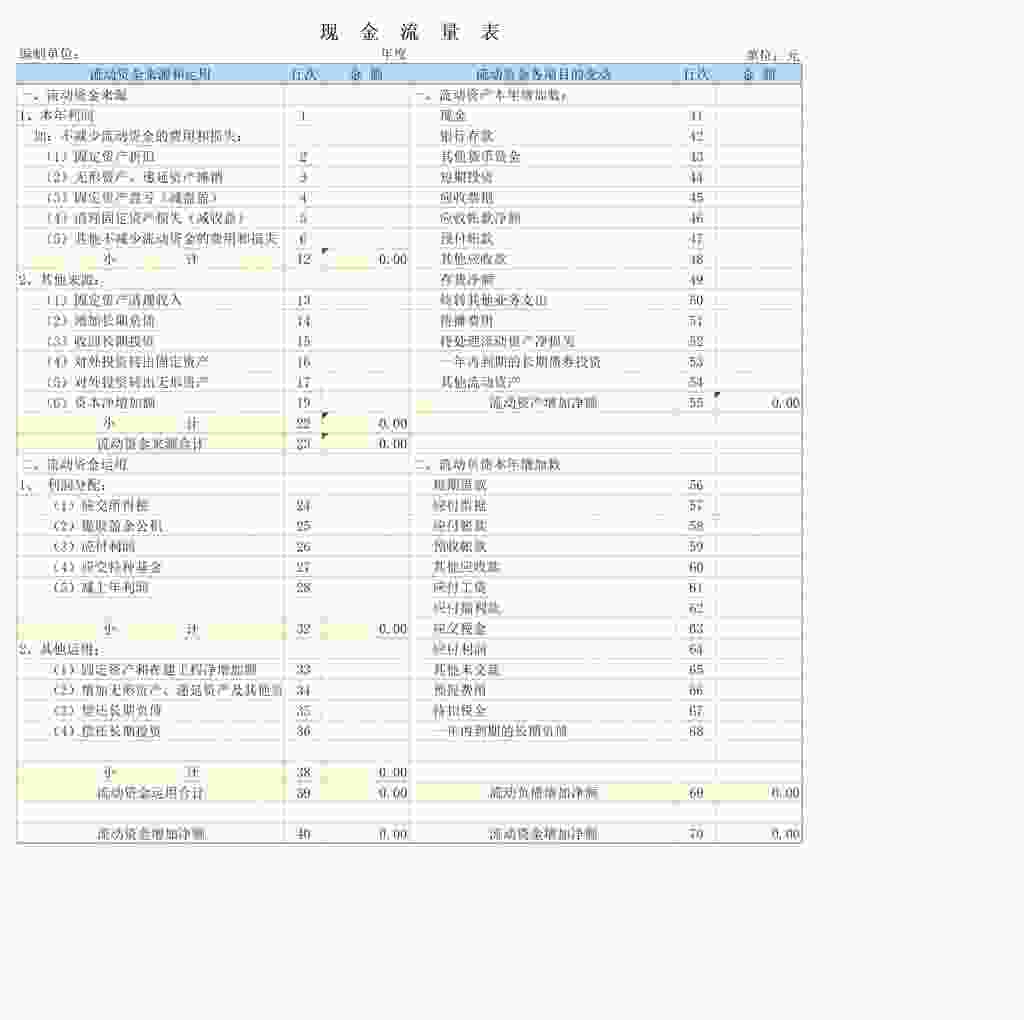 现 金 流 量 表
编制单位： 年度 单位：元
流动资金来源和运用 行次 金 额 流动资金各项目的变动 行次 金 额
一、流动资金来源 一、流动资产本年增加数：
1、本年利润 1 现金 41
加：不减少流动资金的费用和损失： 银行存款 42
（1）固定资产折旧 2 其他货币资金 43
（2）无形资产、递延资产摊销 3 短期投资 44
（3）固定资产盘亏（减盘盈） 4 应收票据 45
（4）清理固定资产损失（减收益） 5 应收帐款净额 46
（5）其他不减少流动资金的费用和损失 6 预付帐款 47
小 计 12 0.00 其他应收款 48
2、其他来源： 存货净额 49
（1）固定资产清理收入 13 待转其他业务支出 50
（2）增加长期负债 14 待摊费用 51
（3）收回长期投资 15 待处理流动资产净损失 52
（4）对外投资转出固定资产 16 一年内到期的长期债券投资 53
（5）对外投资转出无形资产 17 其他流动资产 54
（6）资本净增加额 19 流动资产增加净额 55 0.00
小 计 22 0.00
流动资金来源合计 23 0.00
二、流动资金运用 二、流动负债本年增加数
1、 利润分配： 短期借款 56
（1）应交所得税 24 应付票据 57
（2）提取盈余公积 25 应付帐款 58
（3）应付利润 26 预收帐款 59
（4）应交特种基金 27 其他应收款 60
（5）减上年利润 28 应付工资 61
应付福利款 62
小 计 32 0.00 应交税金 63
2、其他运用： 应付利润 64
（1）固定资产和在建工程净增加额 33 其他未交款 65
（2）增加无形资产、递延资产及其他资 34 预提费用 66
（3）偿还长期负债 35 待扣税金 67
（4）偿还长期投资 36 一年内到期的长期负债 68
小 计 38 0.00
流动资金运用合计 39 0.00 流动负债增加净额 69 0.00
流动资金增加净额 40 0.00 流动资金增加净额 70 0.00